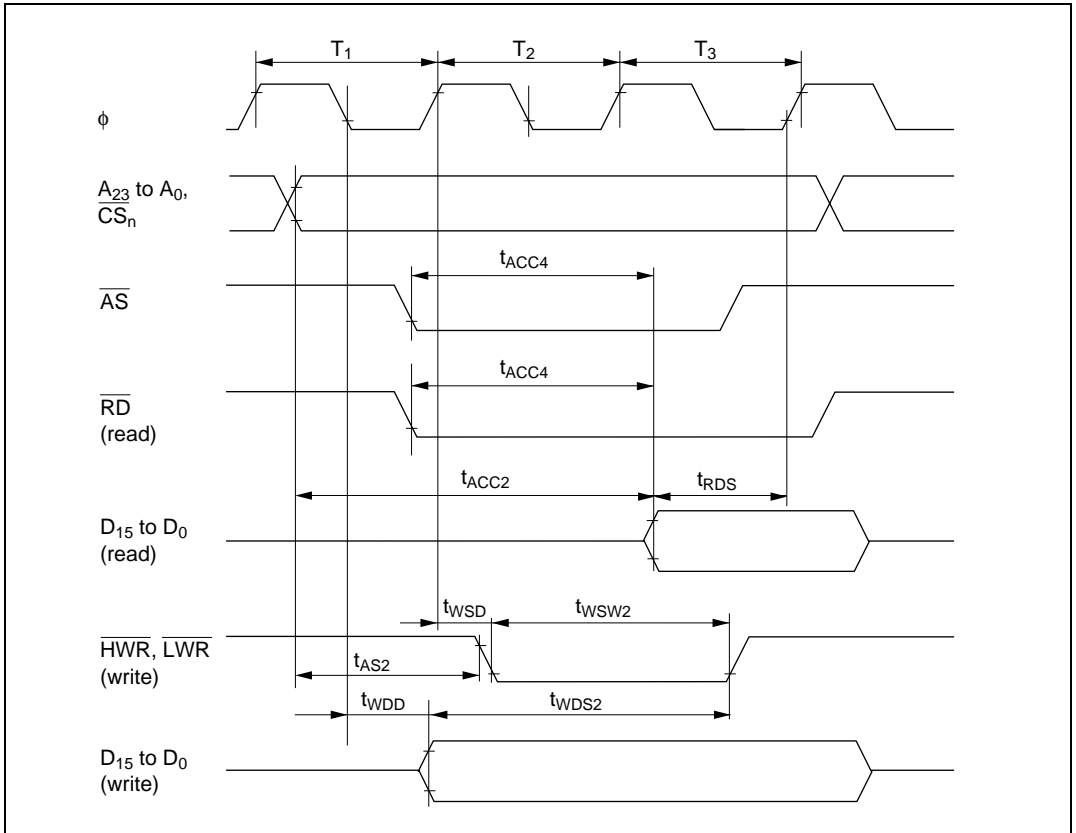 T1 T2 T3
ϕ
A23 to A0,
CSn
tACC4
AS
tACC4
RD
(read)
tACC2 tRDS
D15 to D0
(read)
tWSD tWSW2
HWR, LWR
(write)
tAS2
tWDD tWDS2
D15 to D0
(write)